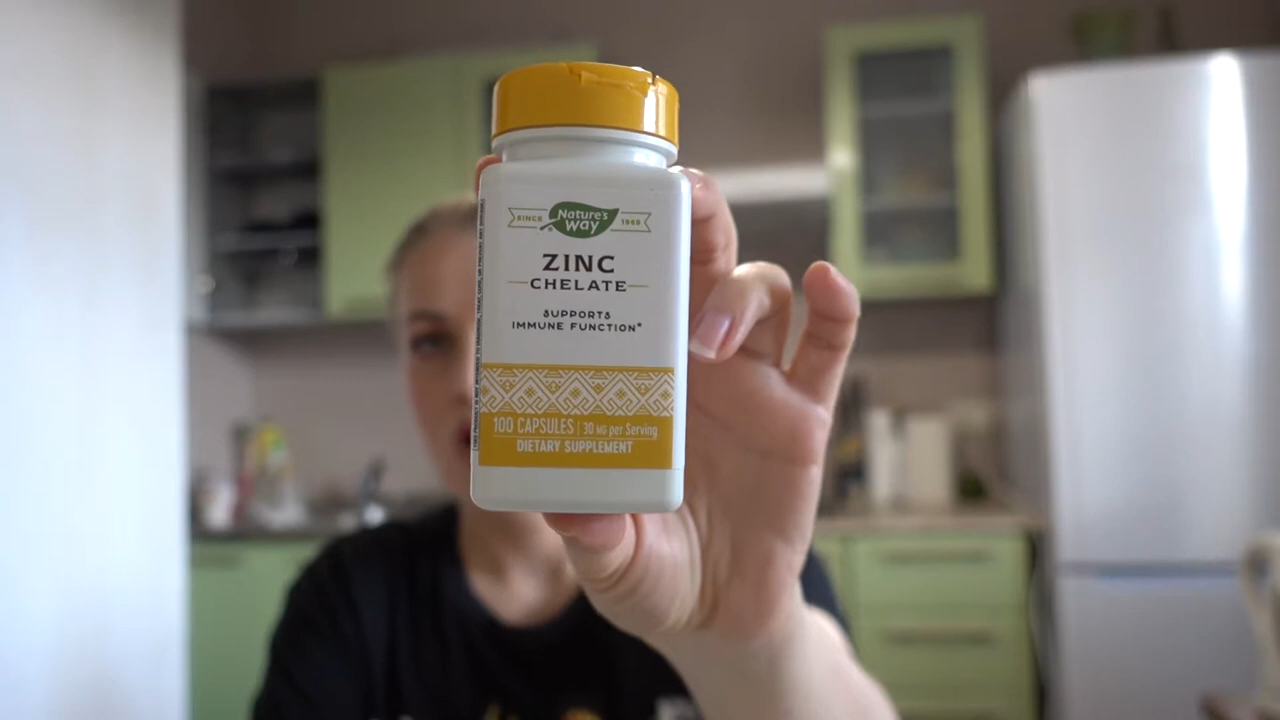 SINCE Nature's Way 1969
ZINC
CHELATE
SUPPORTS
IMMUNE FUNCTION*
100 CAPSULES | 30 MG per Serving
DIETARY SUPPLEMENT